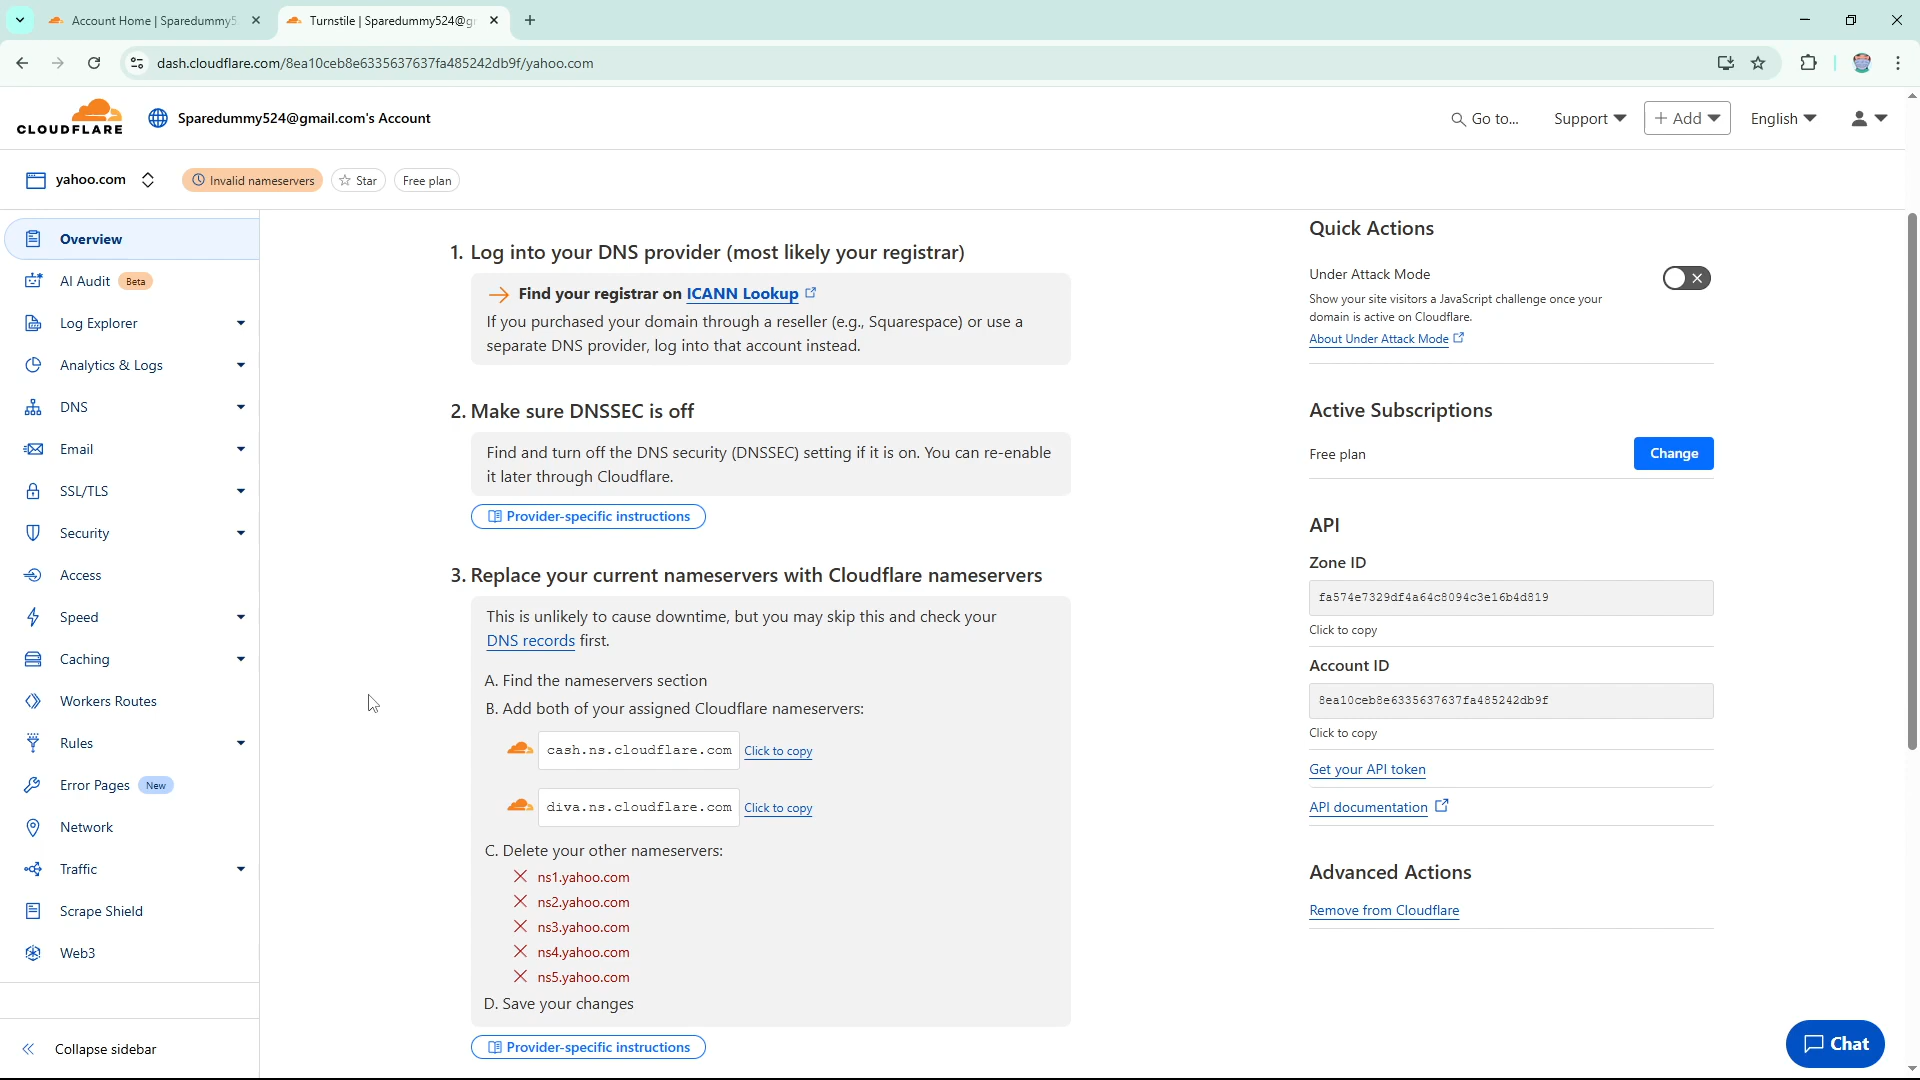 Account Home | Sparedummy5
Turnstile | Sparedummy524@g
dash.cloudflare.com/8ea10ceb8e6335637637fa485242db9f/yahoo.com
CLOUDFLARE
Sparedummy524@gmail.com's Account
Go to...
Support
+ Add
English
yahoo.com
Invalid nameservers
Star
Free plan
Overview
AI Audit
Beta
Log Explorer
Analytics & Logs
DNS
Email
SSL/TLS
Security
Access
Speed
Caching
Workers Routes
Rules
Error Pages
New
Network
Traffic
Scrape Shield
Web3
Collapse sidebar
1. Log into your DNS provider (most likely your registrar)
Find your registrar on ICANN Lookup
If you purchased your domain through a reseller (e.g., Squarespace) or use a
separate DNS provider, log into that account instead.
2. Make sure DNSSEC is off
Find and turn off the DNS security (DNSSEC) setting if it is on. You can re-enable
it later through Cloudflare.
Provider-specific instructions
3. Replace your current nameservers with Cloudflare nameservers
This is unlikely to cause downtime, but you may skip this and check your
DNS records first.
A. Find the nameservers section
B. Add both of your assigned Cloudflare nameservers:
cash.ns.cloudflare.com Click to copy
diva.ns.cloudflare.com Click to copy
C. Delete your other nameservers:
ns1.yahoo.com
ns2.yahoo.com
ns3.yahoo.com
ns4.yahoo.com
ns5.yahoo.com
D. Save your changes
Provider-specific instructions
Quick Actions
Under Attack Mode
Show your site visitors a JavaScript challenge once your
domain is active on Cloudflare.
About Under Attack Mode
Active Subscriptions
Free plan
Change
API
Zone ID
fa574e7329df4a64c8094c3e16b4d819
Click to copy
Account ID
8ea10ceb8e6335637637fa485242db9f
Click to copy
Get your API token
API documentation
Advanced Actions
Remove from Cloudflare
Chat